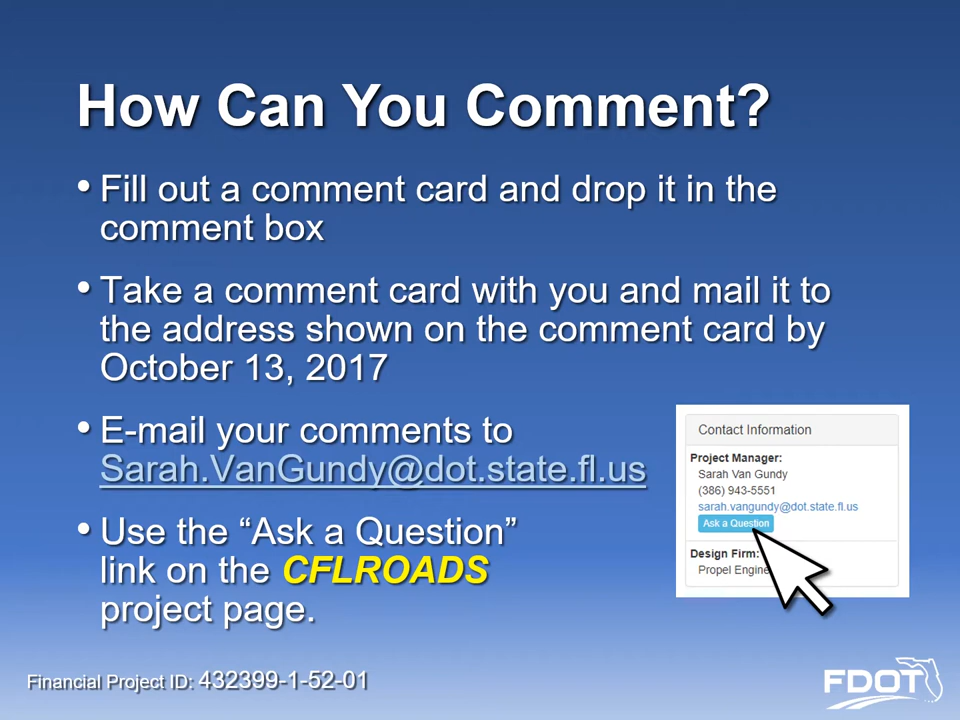 How Can You Comment?
• Fill out a comment card and drop it in the
comment box
• Take a comment card with you and mail it to
the address shown on the comment card by
October 13, 2017
• E-mail your comments to
Sarah.VanGundy@dot.state.fl.us
• Use the “Ask a Question”
link on the CFLROADS
project page.
Contact Information
Project Manager:
Sarah Van Gundy
(386) 943-5551
sarah.vangundy@dot.state.fl.us
Ask a Question
Design Firm:
Propel Engine
Financial Project ID: 432399-1-52-01
FDOT